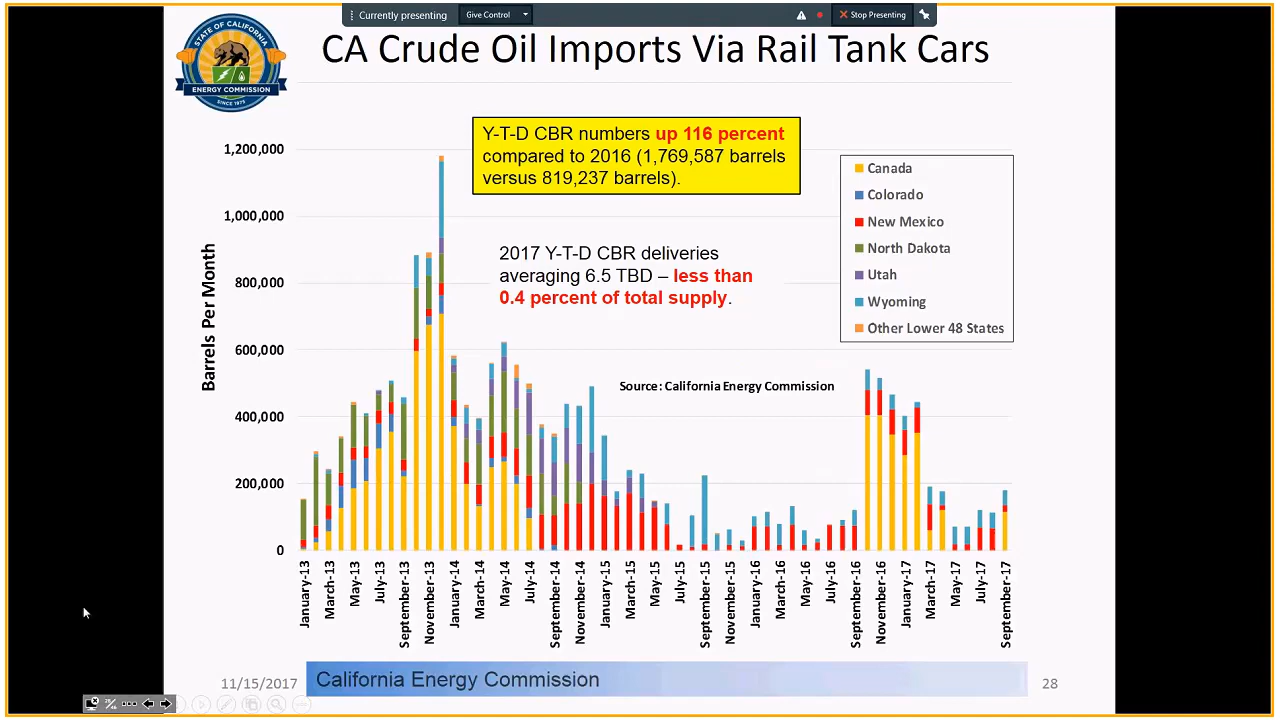 Currently presenting
Give Control
Stop Presenting
STATE OF CALIFORNIA
ENERGY COMMISSION
SINCE 1975
CA Crude Oil Imports Via Rail Tank Cars
Y-T-D CBR numbers up 116 percent
compared to 2016 (1,769,587 barrels
versus 819,237 barrels).
2017 Y-T-D CBR deliveries
averaging 6.5 TBD – less than
0.4 percent of total supply.
Source: California Energy Commission
Canada
Colorado
New Mexico
North Dakota
Utah
Wyoming
Other Lower 48 States
Barrels Per Month
1,200,000
1,000,000
800,000
600,000
400,000
200,000
0
January-13
March-13
May-13
July-13
September-13
November-13
January-14
March-14
May-14
July-14
September-14
November-14
January-15
March-15
May-15
July-15
September-15
November-15
January-16
March-16
May-16
July-16
September-16
November-16
January-17
March-17
May-17
July-17
September-17
11/15/2017
California Energy Commission
28